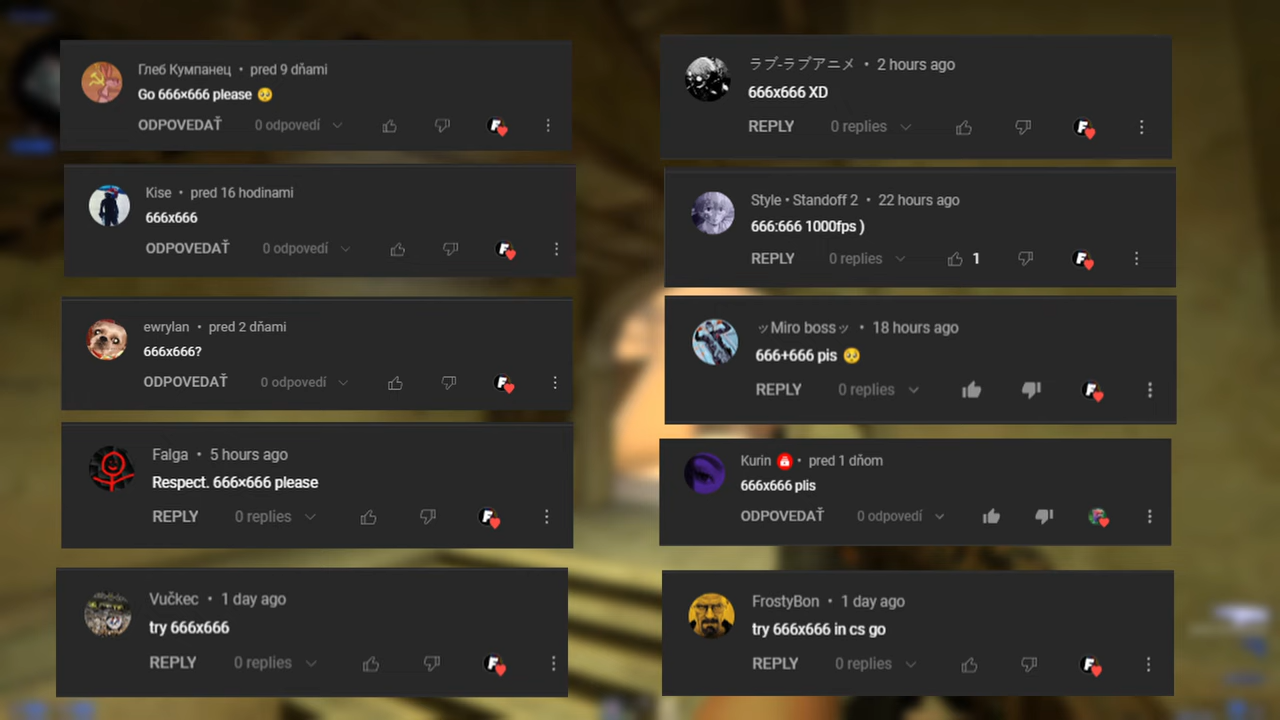 Глеб Кумпанец • pred 9 dňami
Go 666×666 please 🥺
ODPOVEDAŤ 0 odpovedí
Kise • pred 16 hodinami
666x666
ODPOVEDAŤ 0 odpovedí
ewrylan • pred 2 dňami
666x666?
ODPOVEDAŤ 0 odpovedí
Falga • 5 hours ago
Respect. 666×666 please
REPLY 0 replies
Vučkec • 1 day ago
try 666x666
REPLY 0 replies
ラブ-ラブアニメ • 2 hours ago
666x666 XD
REPLY 0 replies
Style • Standoff 2 • 22 hours ago
666:666 1000fps )
REPLY 0 replies 1
ッMiro bossッ • 18 hours ago
666+666 pis 🥺
REPLY 0 replies
Kurin • pred 1 dňom
666x666 plis
ODPOVEDAŤ 0 odpovedí
FrostyBon • 1 day ago
try 666x666 in cs go
REPLY 0 replies